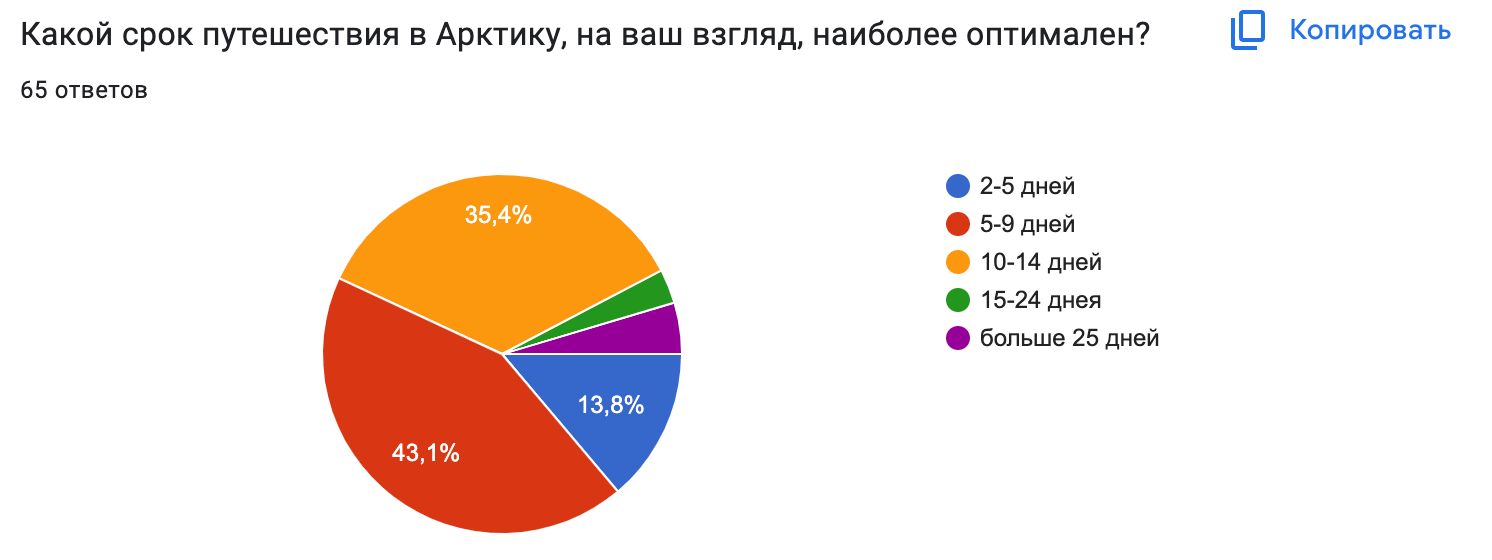 Какой срок путешествия в Арктику, на ваш взгляд, наиболее оптимален?
Копировать
65 ответов
35,4%
13,8%
43,1%
2-5 дней
5-9 дней
10-14 дней
15-24 днея
больше 25 дней